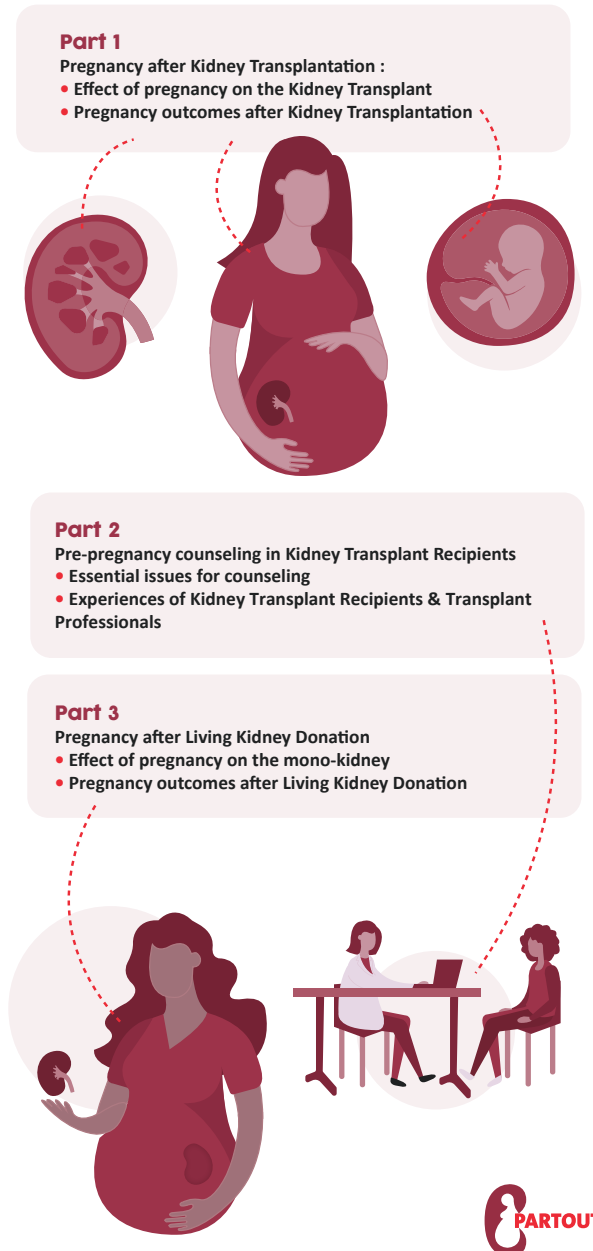 Part 1
Pregnancy after Kidney Transplantation :
• Effect of pregnancy on the Kidney Transplant
• Pregnancy outcomes after Kidney Transplantation
Part 2
Pre-pregnancy counseling in Kidney Transplant Recipients
• Essential issues for counseling
• Experiences of Kidney Transplant Recipients & Transplant
Professionals
Part 3
Pregnancy after Living Kidney Donation
• Effect of pregnancy on the mono-kidney
• Pregnancy outcomes after Living Kidney Donation
PARTOU'